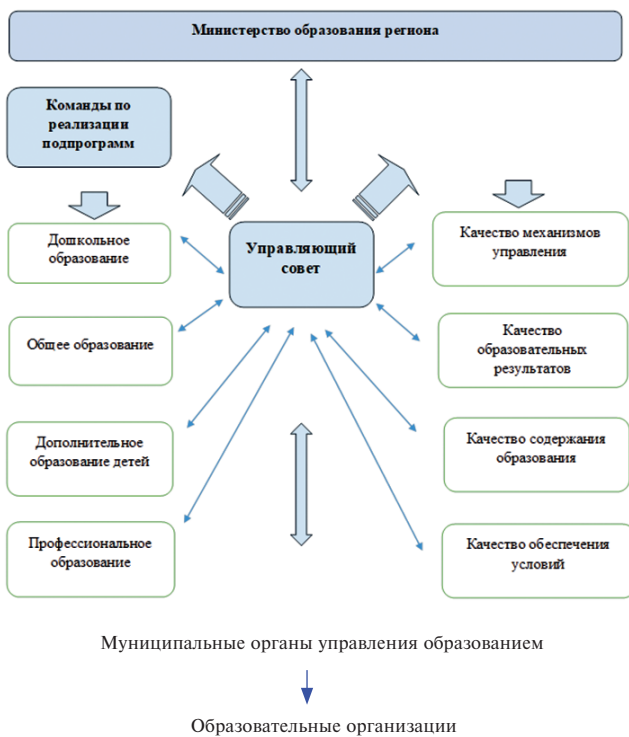 Министерство образования региона
Команды по
реализации
подпрограмм
Управляющий
совет
Дошкольное
образование
Общее образование
Дополнительное
образование детей
Профессиональное
образование
Качество механизмов
управления
Качество
образовательных
результатов
Качество содержания
образования
Качество обеспечения
условий
Муниципальные органы управления образованием
Образовательные организации